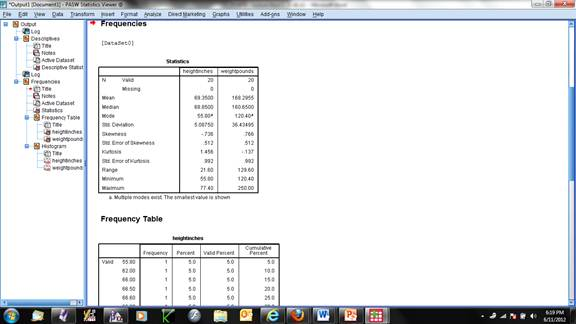 *Output1 [Document1] - PASW Statistics Viewer
File Edit View Data Transform Insert Format Analyze Direct Marketing Graphs Utilities Add-ons Window Help
Output
Log
Descriptives
Title
Notes
Active Dataset
Descriptive Statist
Log
Frequencies
Title
Notes
Active Dataset
Statistics
Frequency Table
Title
heightinches
weightpounds
Histogram
Title
heightinches
weightpounds
Frequencies
[DataSet0]
Statistics
heightinches weightpounds
N Valid 20 20
Missing 0 0
Mean 69.3500 168.2955
Median 68.8500 160.6500
Mode 55.80a 120.40a
Std. Deviation 5.08750 36.43495
Skewness -.736 .766
Std. Error of Skewness .512 .512
Kurtosis 1.456 -.137
Std. Error of Kurtosis .992 .992
Range 21.60 129.60
Minimum 55.80 120.40
Maximum 77.40 250.00
a. Multiple modes exist. The smallest value is shown
Frequency Table
heightinches
Frequency Percent Valid Percent Cumulative Percent
Valid 55.80 1 5.0 5.0 5.0
62.00 1 5.0 5.0 10.0
66.00 1 5.0 5.0 15.0
66.50 1 5.0 5.0 20.0
66.60 1 5.0 5.0 25.0
6:19 PM
6/11/2012